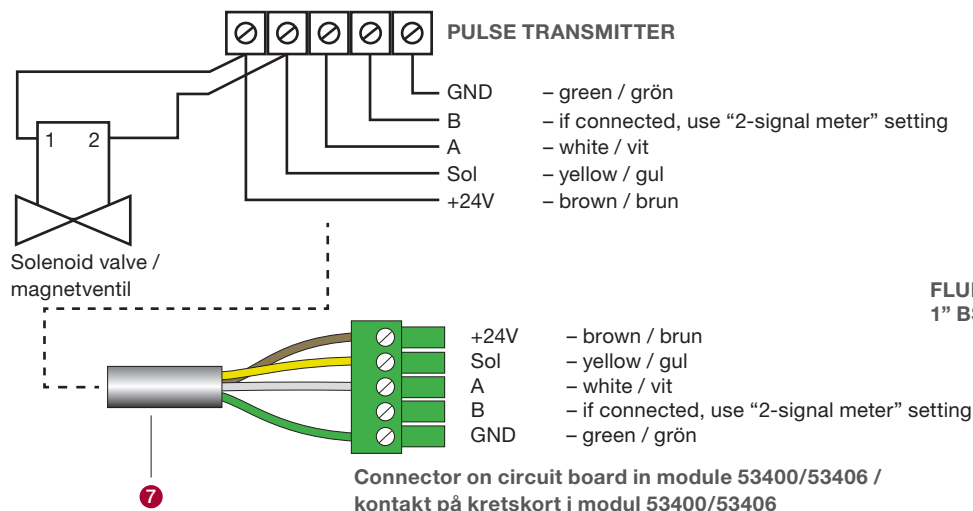 PULSE TRANSMITTER
GND – green / grön
B – if connected, use “2-signal meter” setting
A – white / vit
Sol – yellow / gul
+24V – brown / brun
1 2
Solenoid valve /
magnetventil
FLU
1” B
+24V – brown / brun
Sol – yellow / gul
A – white / vit
B – if connected, use “2-signal meter” setting
GND – green / grön
7
Connector on circuit board in module 53400/53406 /
kontakt på kretskort i modul 53400/53406